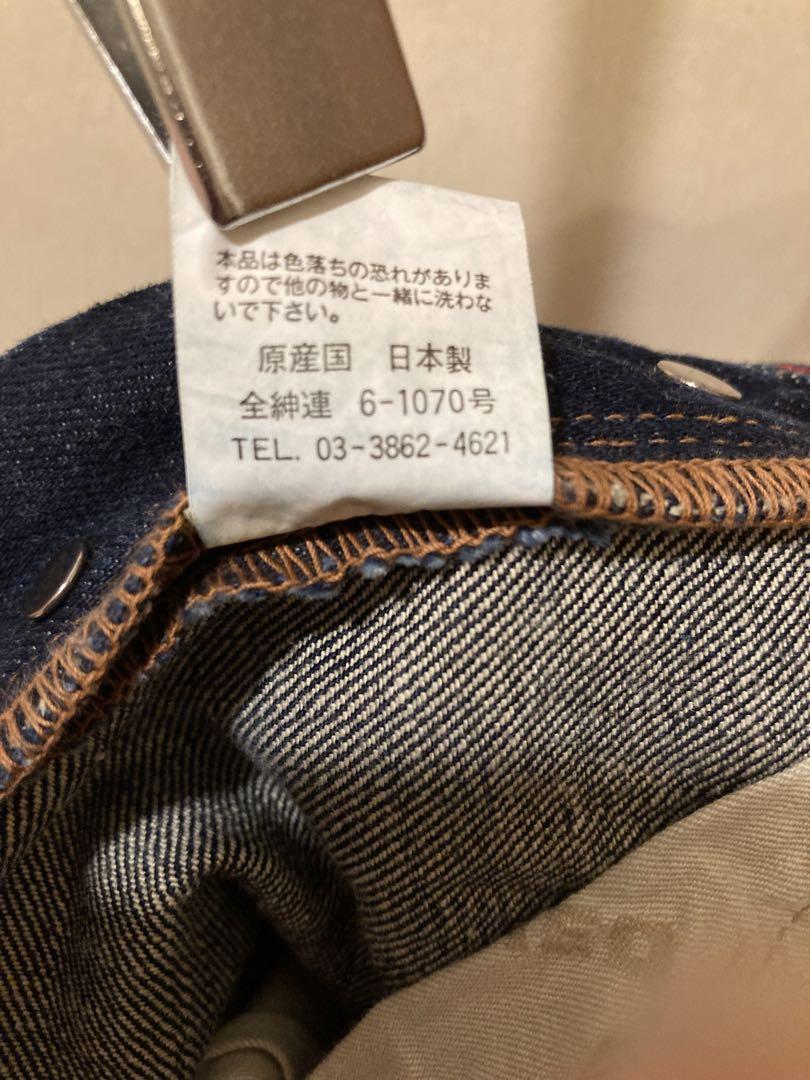 本品は色落ちの恐れがありま
すので他の物と一緒に洗わな
いで下さい。
原産国 日本製
全紳連 6-1070号
TEL. 03-3862-4621